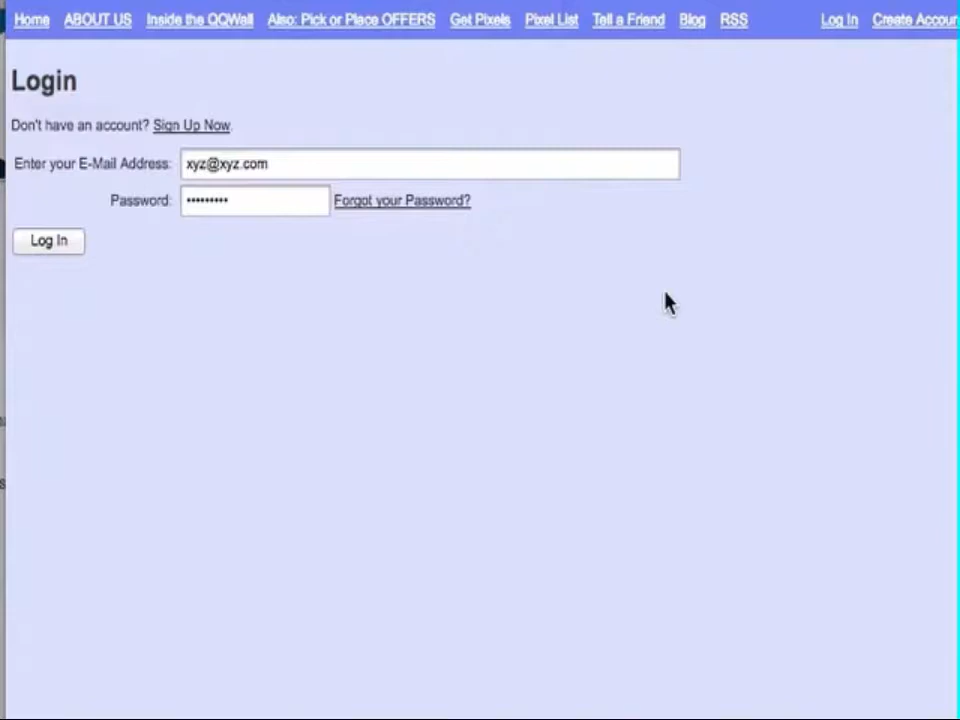 Home ABOUT US Inside the QQWall Also: Pick or Place OFFERS Get Pixels Pixel List Tell a Friend Blog RSS Log In Create Accoun
Login
Don't have an account? Sign Up Now.
Enter your E-Mail Address: xyz@xyz.com
Password: ••••••••• Forgot your Password?
Log In